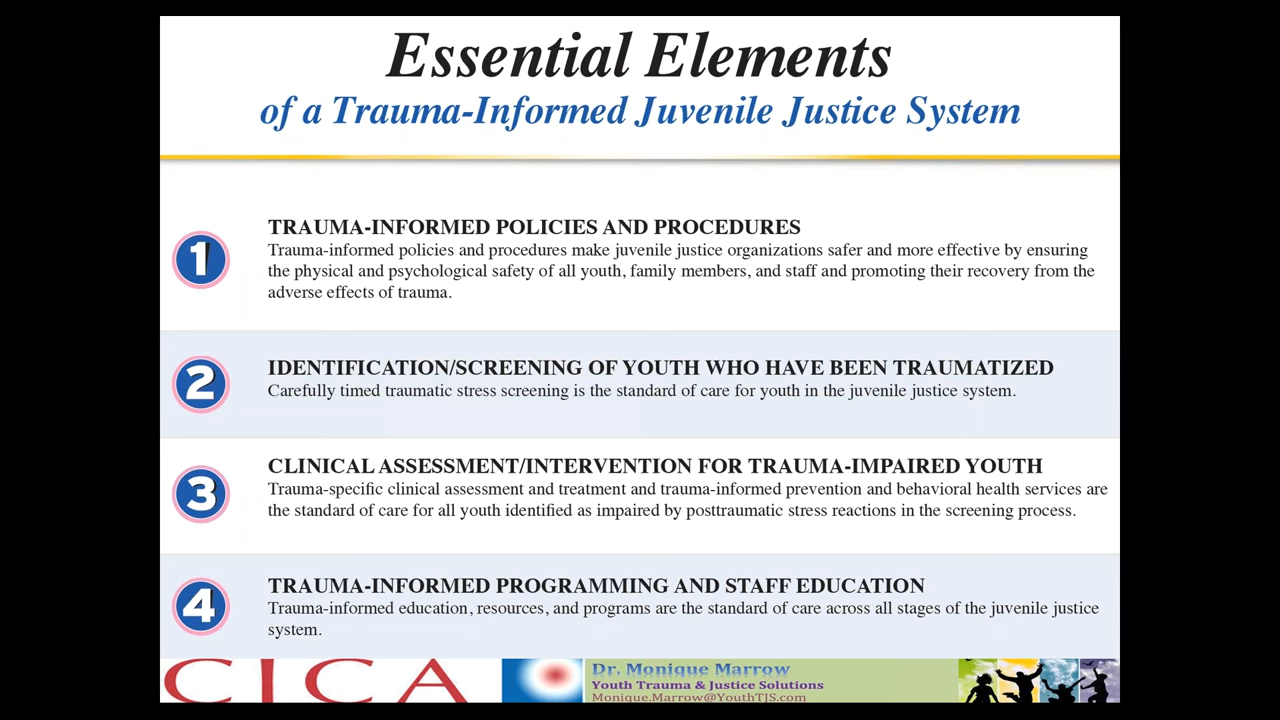 Essential Elements
of a Trauma-Informed Juvenile Justice System
1
TRAUMA-INFORMED POLICIES AND PROCEDURES
Trauma-informed policies and procedures make juvenile justice organizations safer and more effective by ensuring
the physical and psychological safety of all youth, family members, and staff and promoting their recovery from the
adverse effects of trauma.
2
IDENTIFICATION/SCREENING OF YOUTH WHO HAVE BEEN TRAUMATIZED
Carefully timed traumatic stress screening is the standard of care for youth in the juvenile justice system.
3
CLINICAL ASSESSMENT/INTERVENTION FOR TRAUMA-IMPAIRED YOUTH
Trauma-specific clinical assessment and treatment and trauma-informed prevention and behavioral health services are
the standard of care for all youth identified as impaired by posttraumatic stress reactions in the screening process.
4
TRAUMA-INFORMED PROGRAMMING AND STAFF EDUCATION
Trauma-informed education, resources, and programs are the standard of care across all stages of the juvenile justice
system.
CICA
Dr. Monique Marrow
Youth Trauma & Justice Solutions
Monique.Marrow@YouthTJS.com